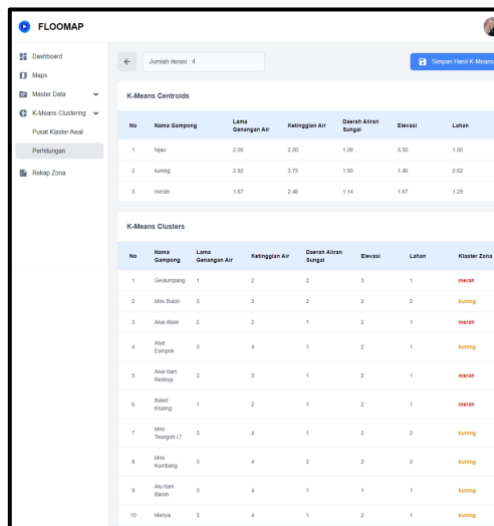 FLOOMAP
Dashboard
Maps
Master Data
K-Means Clustering
Pusat Klaster Awal
Perhitungan
Rekap Zona
Jumlah iterasi : 4
Simpan Hasil K-Means
K-Means Centroids
No Nama Gampong Lama Genangan Air Ketinggian Air Daerah Aliran Sungai Elevasi Lahan
1 hijau 2.00 2.00 1.00 1.50
2 kuning 2.92 3.75 1.46 2.62
3 merah 1.67 2.48 1.14 1.67 1.29
K-Means Clusters
No Nama Gampong Lama Genangan Air Ketinggian Air Daerah Aliran Sungai Elevasi Lahan Klaster Zona
1 Geulumpang 1 2 2 3 1 merah
2 Mns Bukih 3 3 2 2 2 kuning
3 Alue Abee 2 2 1 2 1 merah
4 Alue Eumpok 3 4 1 2 1 kuning
5 Alue Itam Reuleup 3 3 1 2 1 merah
6 Buket Krueng 1 2 1 2 1 merah
7 Mns Teungoh LT 3 4 1 2 2 kuning
8 Mns Kumbang 3 4 2 2 2 kuning
9 Alu Itam Baroh 3 4 1 1 1 kuning
10 Merya 3 4 1 2 1 kuning